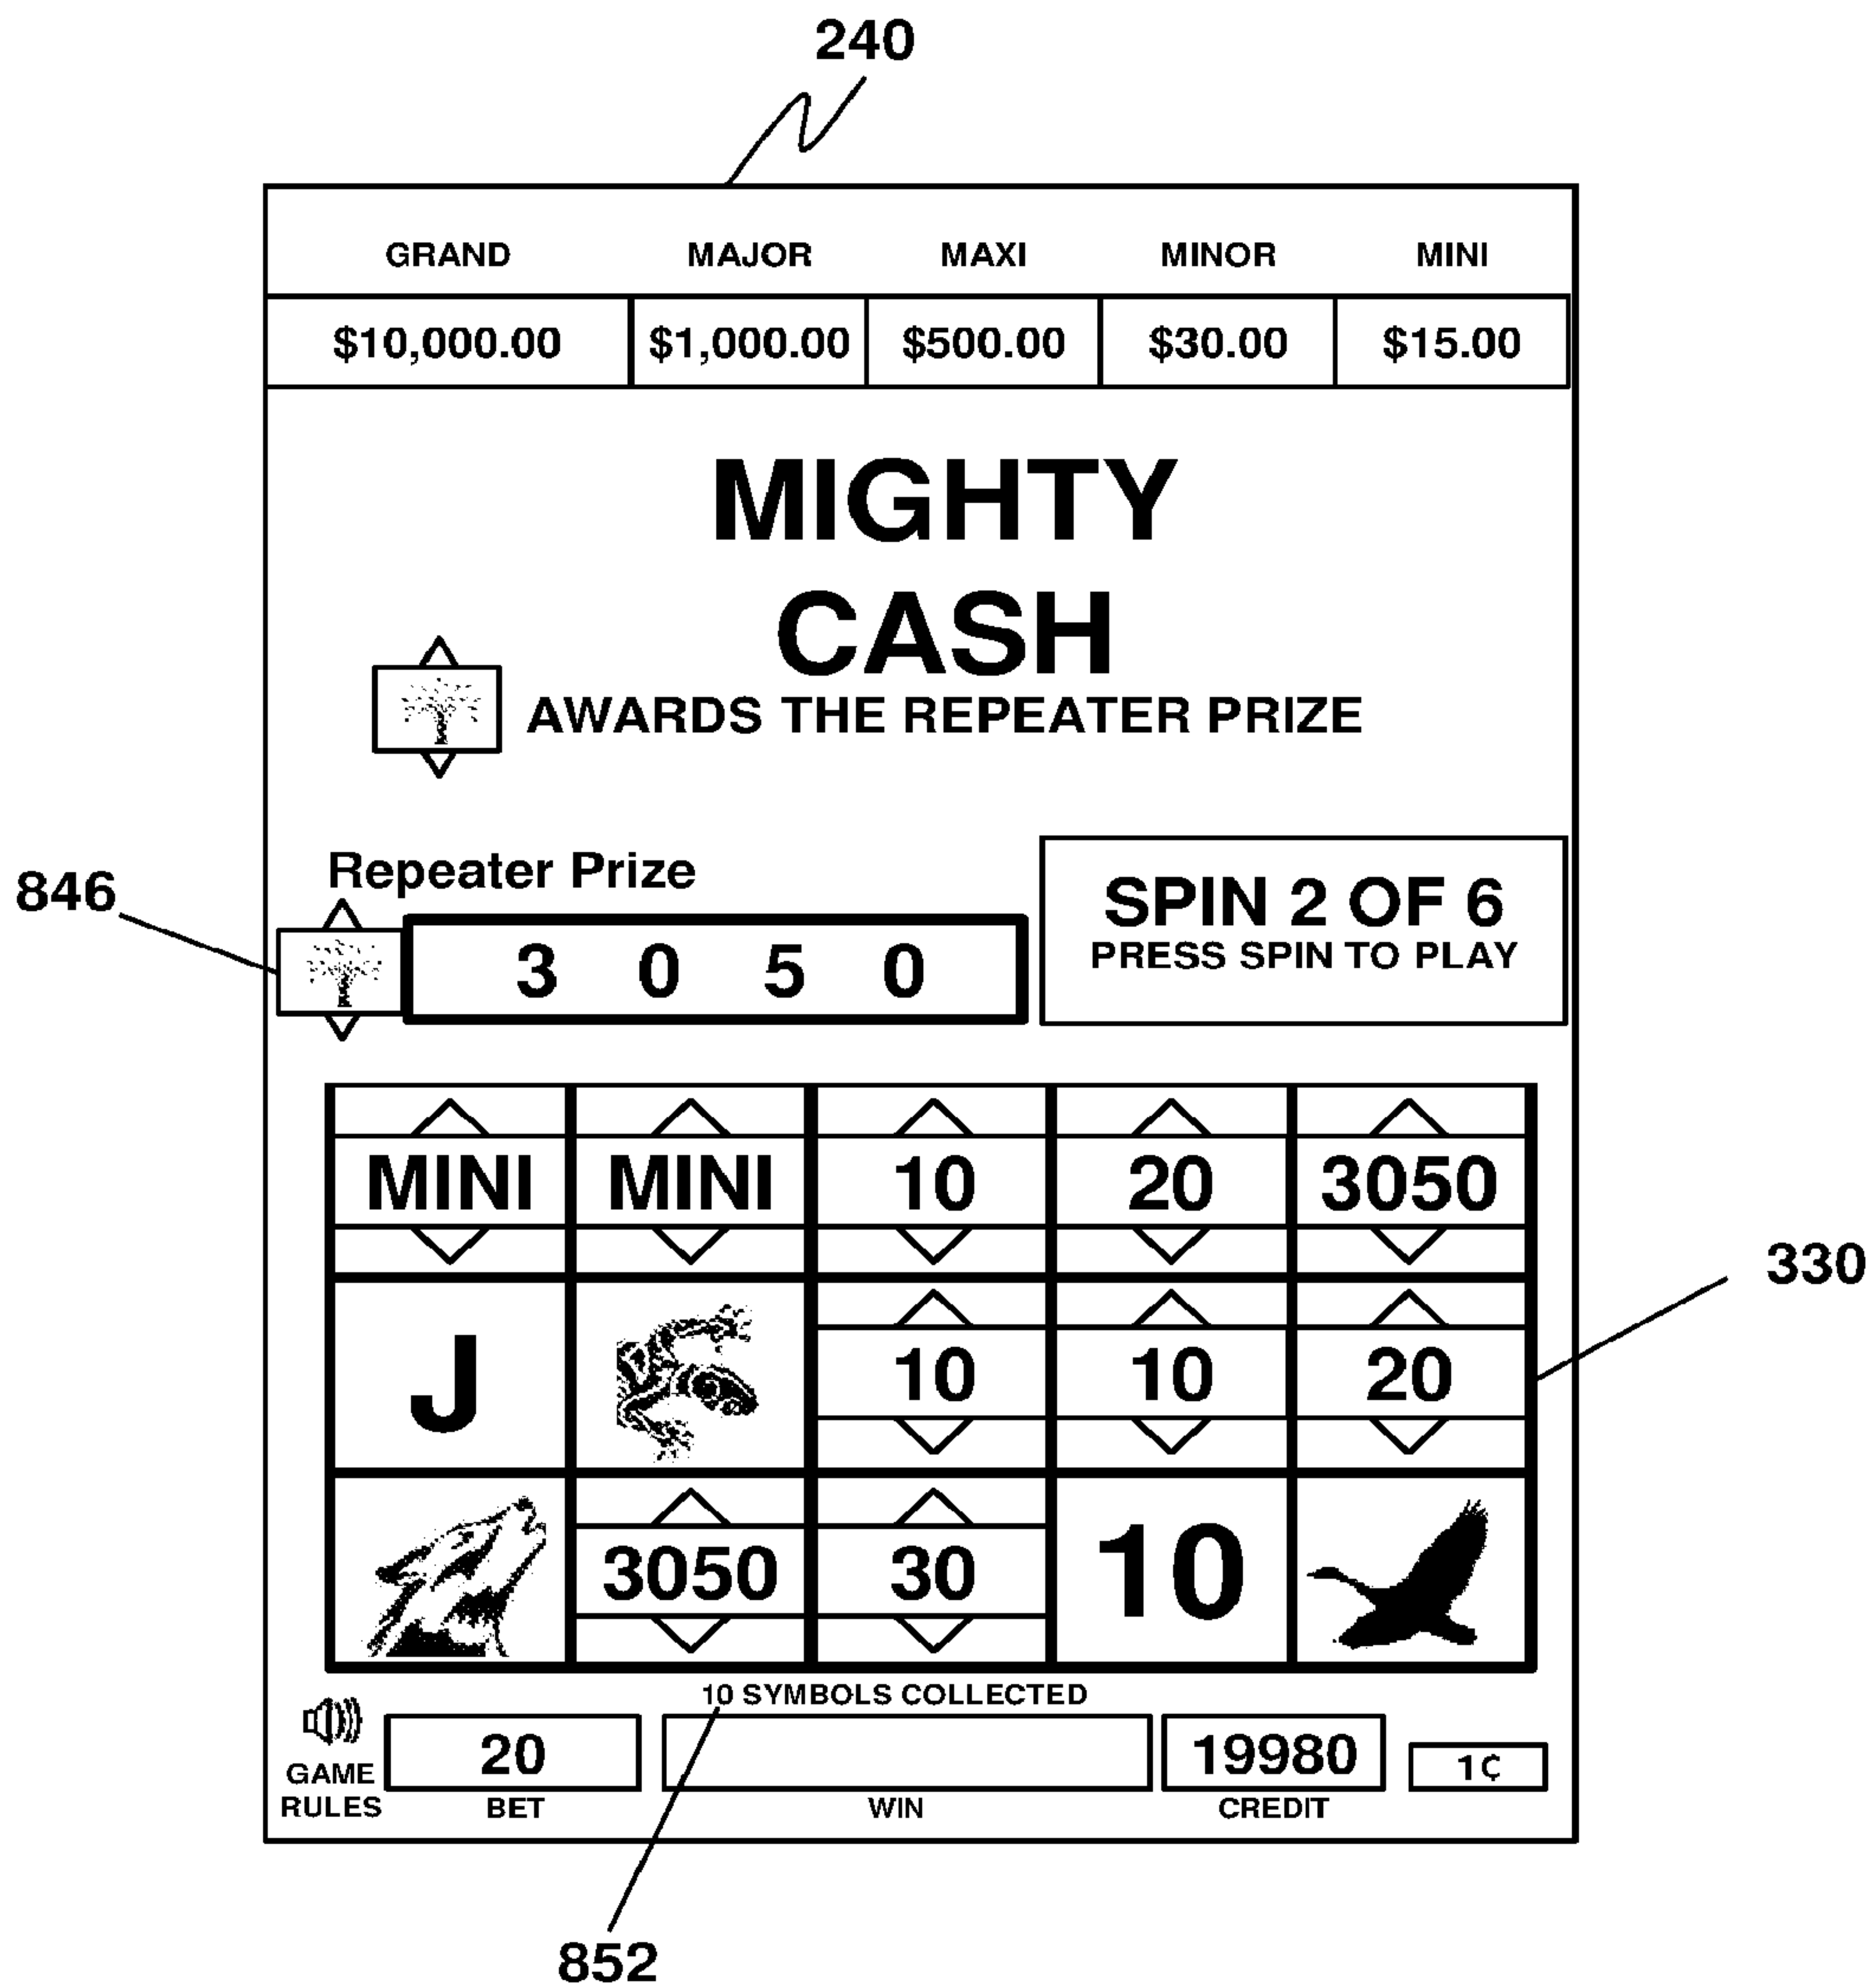 240
GRAND MAJOR MAXI MINOR MINI
$10,000.00 $1,000.00 $500.00 $30.00 $15.00
MIGHTY
CASH
AWARDS THE REPEATER PRIZE
846
Repeater Prize
3 0 5 0
SPIN 2 OF 6
PRESS SPIN TO PLAY
MINI MINI 10 20 3050
330
J 10 10 20
3050 30 10
10 SYMBOLS COLLECTED
GAME
RULES
20
BET
WIN
19980
CREDIT
1¢
852